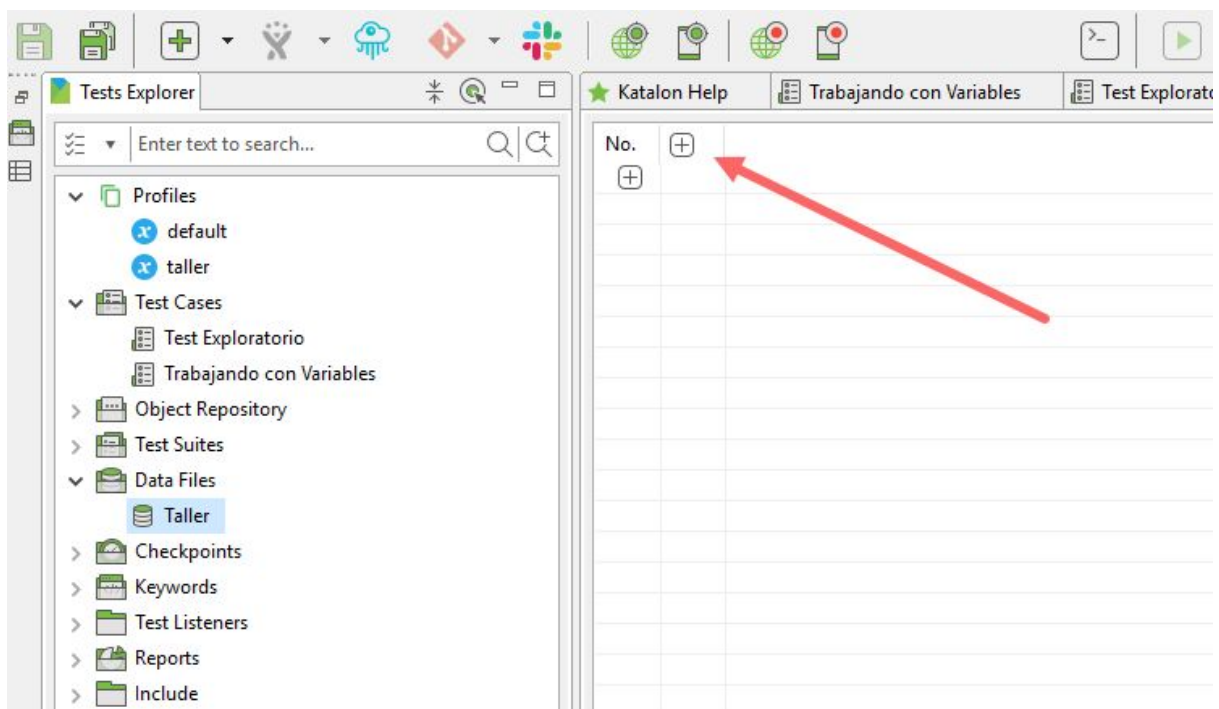 Tests Explorer
Katalon Help
Trabajando con Variables
Test Explorato
Enter text to search...
No.
Profiles
default
taller
Test Cases
Test Exploratorio
Trabajando con Variables
Object Repository
Test Suites
Data Files
Taller
Checkpoints
Keywords
Test Listeners
Reports
Include